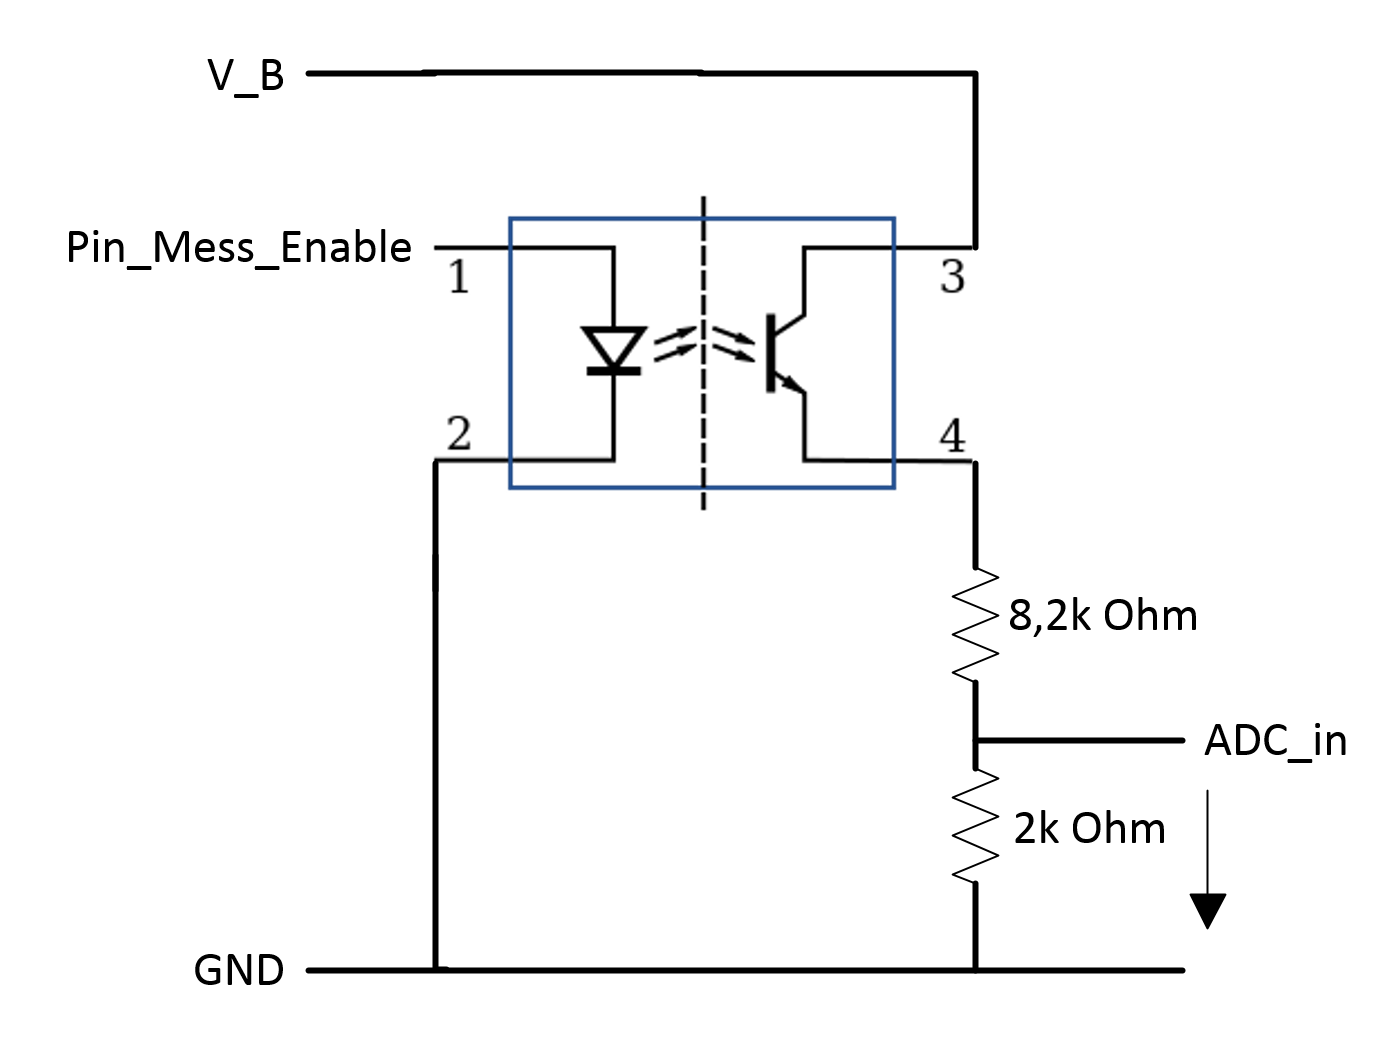 V_B
Pin_Mess_Enable
1
3
2
4
8,2k Ohm
ADC_in
2k Ohm
GND